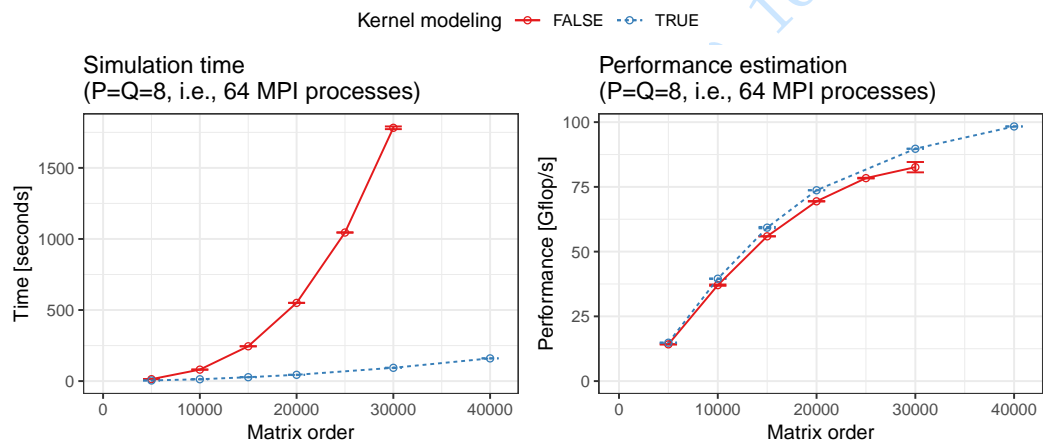 Kernel modeling FALSE TRUE
Simulation time
(P=Q=8, i.e., 64 MPI processes)
Time [seconds]
1500
1000
500
0
0 10000 20000 30000 40000
Matrix order
Performance estimation
(P=Q=8, i.e., 64 MPI processes)
Performance [Gflop/s]
100
75
50
25
0
0 10000 20000 30000 40000
Matrix order